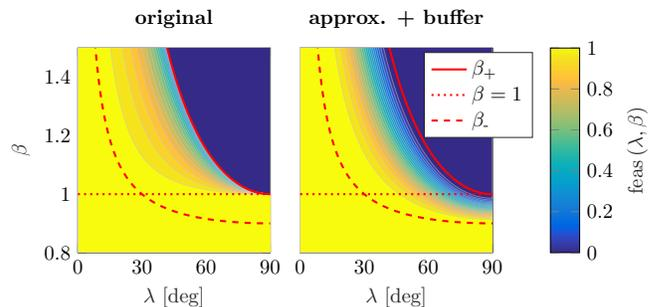 original
approx. + buffer
1.4
1.2
1
0.8
β
0 30 60 90
λ [deg]
0 30 60 90
λ [deg]
β₊
β = 1
β₋
1
0.8
0.6
0.4
0.2
0
feas (λ, β)